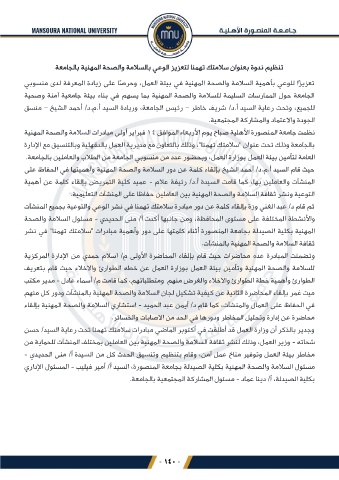 MANSOURA NATIONAL UNIVERSITY
جـامـعـة المنصورة الأهـلـيـة
تنظيم ندوة بعنوان سلامتك تهمنا لتعزيز الوعي بالسلامة والصحة المهنية بالجامعة
تعزيزًا للوعي بأهمية السلامة والصحة المهنية في بيئة العمل، وحرصًا على زيادة المعرفة لدى منسوبي
الجامعة حول الممارسات السليمة للسلامة والصحة المهنية بما يسهم في بناء بيئة جامعية آمنة وصحية
للجميع، وتحت رعاية السيد أ.د/ شريف خاطر – رئيس الجامعة، وريادة السيد أ.م.د/ أحمد الشيخ – منسق
الجودة والاعتماد والمشاركة المجتمعية.
نظمت جامعة المنصورة الأهلية صباح يوم الأربعاء الموافق ١٤ فبراير أولى مبادرات السلامة والصحة المهنية
بالجامعة وذلك تحت عنوان "سلامتك تهمنا"، وذلك بالتعاون مع مديرية العمل بالدقهلية وبالتنسيق مع الإدارة
العامة لتأمين بيئة العمل بوزارة العمل، وبحضور عدد من منسوبي الجامعة من الطلاب والعاملين بالجامعة.
حيث قام السيد أ.م.د/ أحمد الشيخ بإلقاء كلمة عن دور السلامة والصحة المهنية وأهميتها في الحفاظ على
المنشآت والعاملين بها، كما قامت السيدة أ.د/ رئيفة علام - عميد كلية التمريض بإلقاء كلمة عن أهمية
التوعية ونشر ثقافة السلامة والصحة المهنية بين العاملين حفاظًا على المنشآت التعليمية.
ثم قام د/ عبد الغني وزة بإلقاء كلمة عن دور مبادرة سلامتك تهمنا في نشر الوعي والتوعية بجميع المنشآت
والأنشطة المختلفة على مستوى المحافظة، ومن جانبها أكدت أ/ منى الحديدي - مسئول السلامة والصحة
المهنية بكلية الصيدلة بجامعة المنصورة أثناء كلمتها على دور وأهمية مبادرات "سلامتك تهمنا" في نشر
ثقافة السلامة والصحة المهنية بالمنشآت.
وتضمنت المبادرة عدة محاضرات حيث قام بإلقاء المحاضرة الأولى م/ اسلام حمدي من الإدارة المركزية
للسلامة والصحة المهنية وتأمين بيئة العمل بوزارة العمل عن خطة الطوارئ والإخلاء حيث قام بتعريف
الطوارئ وأهمية خطة الطوارئ والاخلاء والغرض منهم ومتطلباتهم، كما قامت م/ أسماء عادل - مدير مكتب
ميت غمر بإلقاء المحاضرة الثانية عن كيفية تشكيل لجان السلامة والصحة المهنية بالمنشآت ودور كل منهم
في الحفاظ على العمال والمنشآت، كما قام د/ أيمن عبد الحميد - استشاري السلامة والصحة المهنية بإلقاء
محاضرة عن إدارة وتحليل المخاطر ودورها في الحد من الاصابات والخسائر.
وجدير بالذكر أن وزارة العمل قد أطلقت في أكتوبر الماضي مبادرات سلامتك تهمنا تحت رعاية السيد/ حسن
شحاته - وزير العمل، وذلك لنشر ثقافة السلامة والصحة المهنية بين العاملين بمختلف المنشآت للحماية من
مخاطر بيئة العمل وتوفير مناخ عمل آمن، وقام بتنظيم وتنسيق الحدث كل من السيدة أ/ منى الحديدي -
مسئول السلامة والصحة المهنية بكلية الصيدلة بجامعة المنصورة، السيد أ/ أمير فيليب - المسئول الإداري
بكلية الصيدلة، أ/ دينا عماد - مسئول المشاركة المجتمعية بالجامعة.
- ١٤٠ -